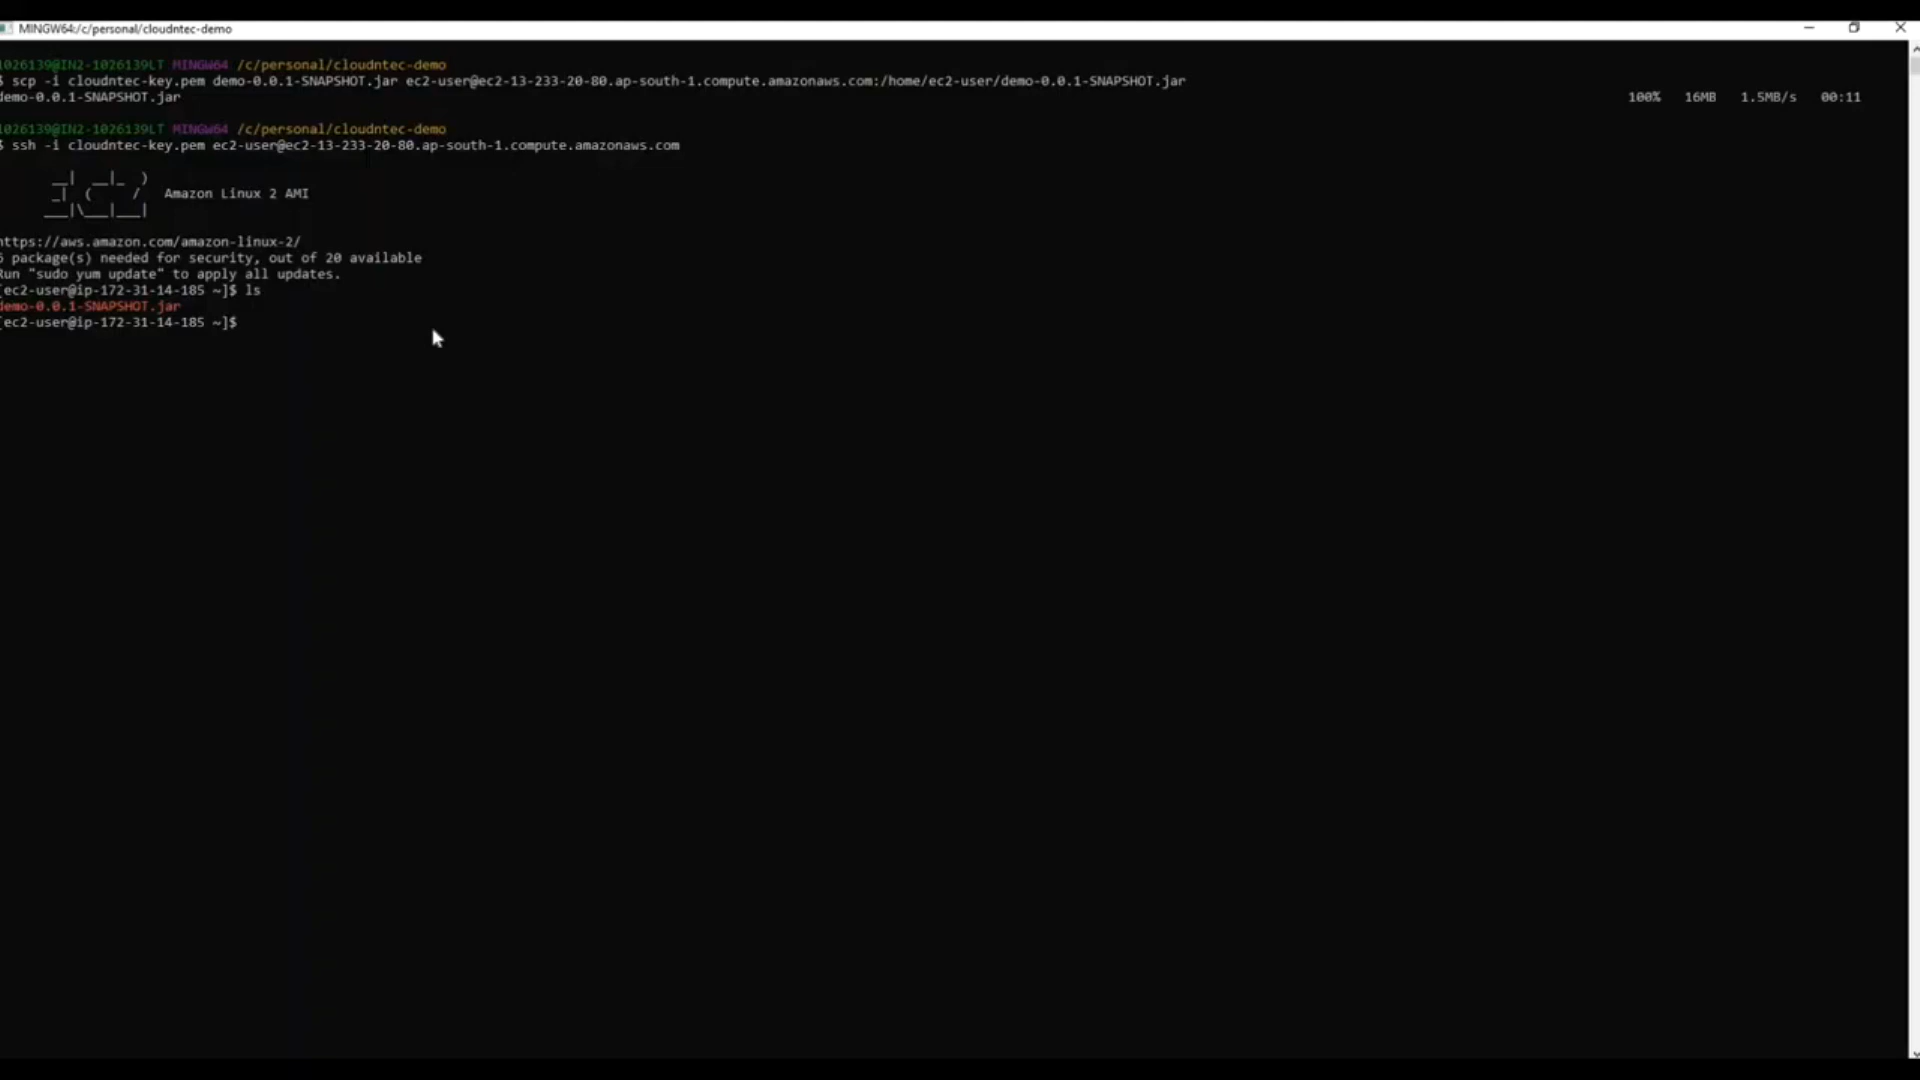 MINGW64:/c/personal/cloudntec-demo
1026139@IN2-1026139LT MINGW64 /c/personal/cloudntec-demo
$ scp -i cloudntec-key.pem demo-0.0.1-SNAPSHOT.jar ec2-user@ec2-13-233-20-80.ap-south-1.compute.amazonaws.com:/home/ec2-user/demo-0.0.1-SNAPSHOT.jar
demo-0.0.1-SNAPSHOT.jar 100% 16MB 1.5MB/s 00:11
1026139@IN2-1026139LT MINGW64 /c/personal/cloudntec-demo
$ ssh -i cloudntec-key.pem ec2-user@ec2-13-233-20-80.ap-south-1.compute.amazonaws.com
Amazon Linux 2 AMI
https://aws.amazon.com/amazon-linux-2/
package(s) needed for security, out of 20 available
Run "sudo yum update" to apply all updates.
[ec2-user@ip-172-31-14-185 ~]$ ls
demo-0.0.1-SNAPSHOT.jar
[ec2-user@ip-172-31-14-185 ~]$